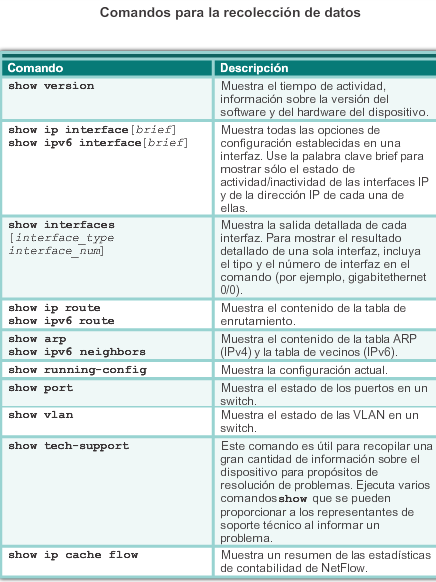 Comandos para la recolección de datos
Comando
Descripción
show version
Muestra el tiempo de actividad,
información sobre la versión del
software y del hardware del dispositivo.
show ip interface[brief]
show ipv6 interface[brief]
Muestra todas las opciones de
configuración establecidas en una
interfaz. Use la palabra clave brief para
mostrar sólo el estado de
actividad/inactividad de las interfaces IP
y de la dirección IP de cada una de
ellas.
show interfaces
[interface_type
interface_num]
Muestra la salida detallada de cada
interfaz. Para mostrar el resultado
detallado de una sola interfaz, incluya
el tipo y el número de interfaz en el
comando (por ejemplo, gigabitethernet
0/0).
show ip route
show ipv6 route
Muestra el contenido de la tabla de
enrutamiento.
show arp
show ipv6 neighbors
Muestra el contenido de la tabla ARP
(IPv4) y la tabla de vecinos (IPv6).
show running-config
Muestra la configuración actual.
show port
Muestra el estado de los puertos en un
switch.
show vlan
Muestra el estado de las VLAN en un
switch.
show tech-support
Este comando es útil para recopilar una
gran cantidad de información sobre el
dispositivo para propósitos de
resolución de problemas. Ejecuta varios
comandos show que se pueden
proporcionar a los representantes de
soporte técnico al informar un
problema.
show ip cache flow
Muestra un resumen de las estadísticas
de contabilidad de NetFlow.